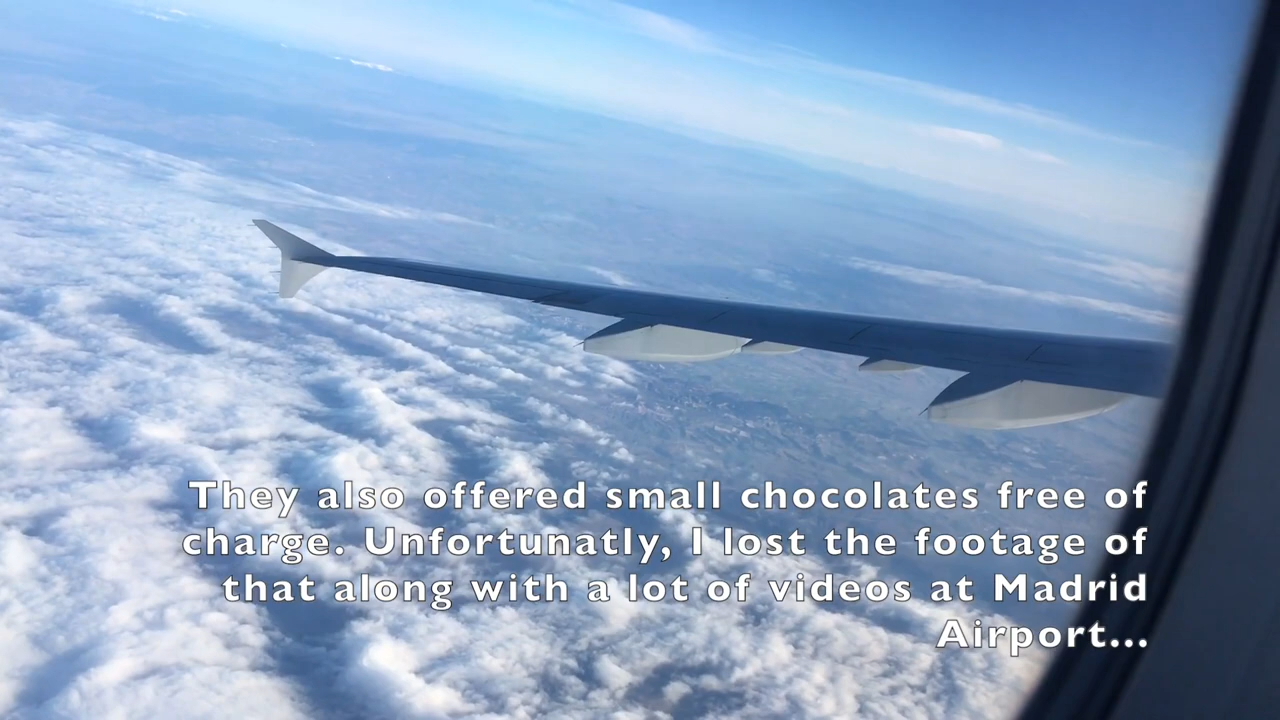 They also offered small chocolates free of
charge. Unfortunatly, I lost the footage of
that along with a lot of videos at Madrid
Airport...